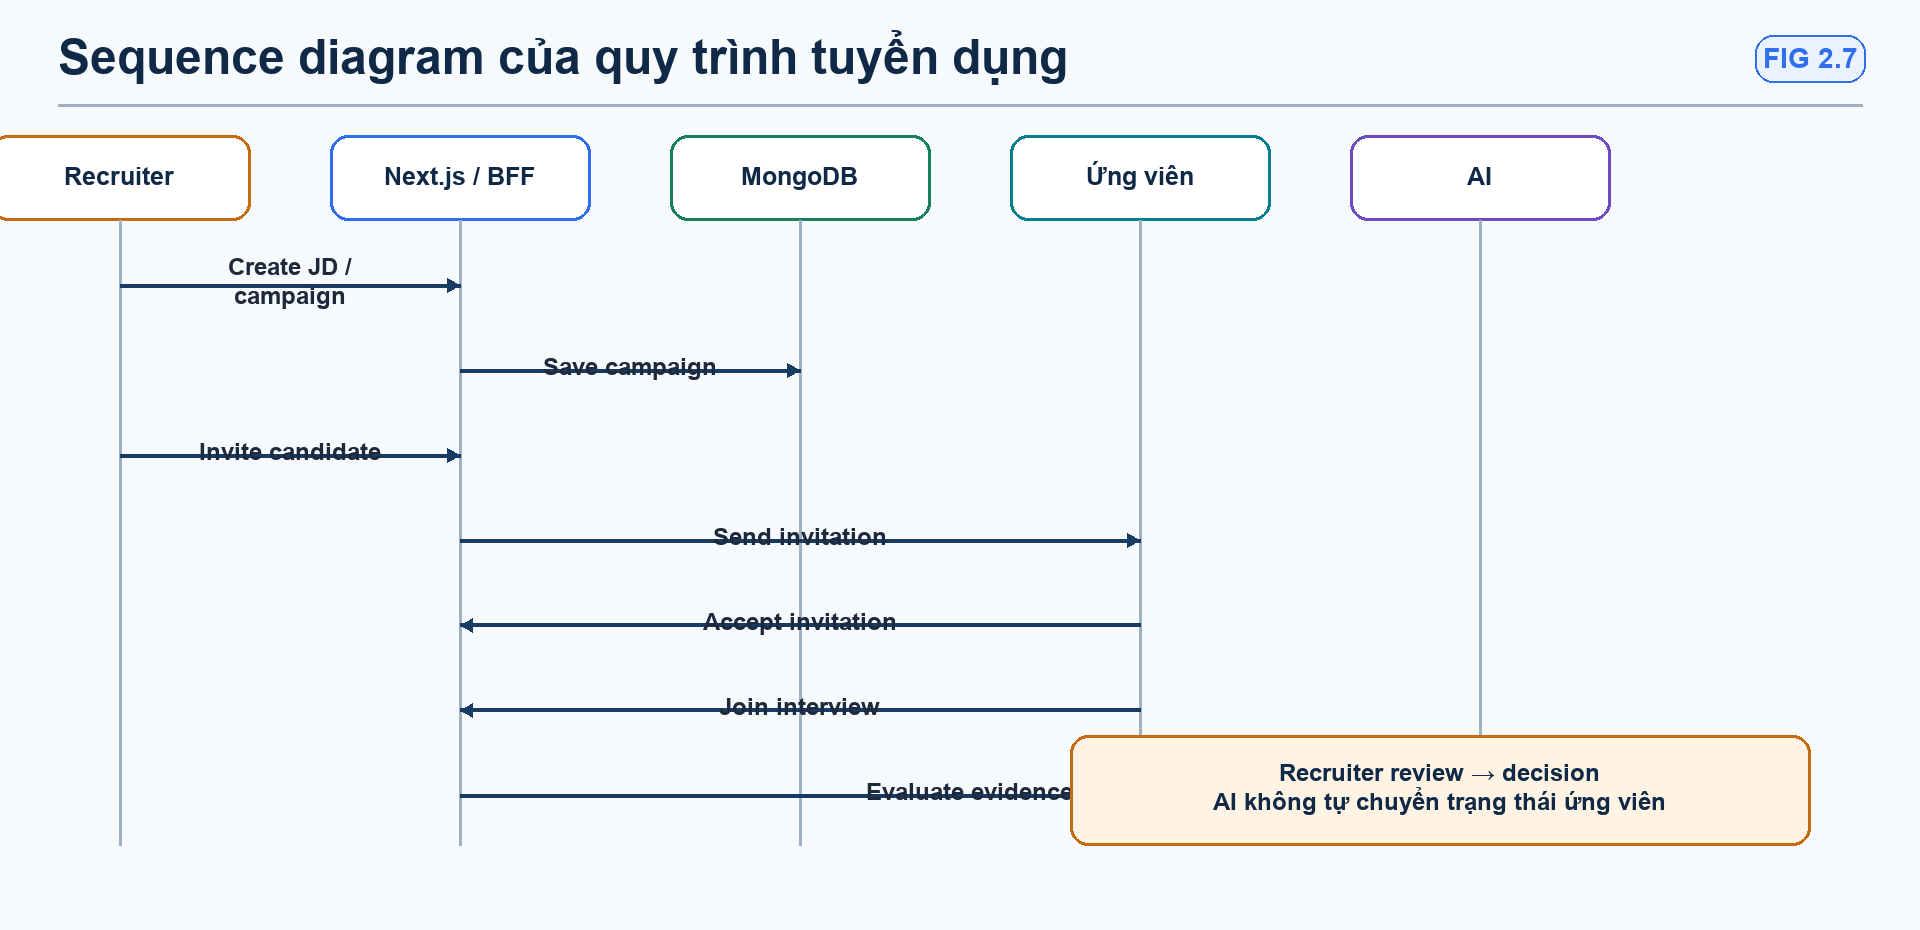 Sequence diagram của quy trình tuyển dụng
FIG 2.7
Recruiter
Next.js / BFF
MongoDB
Ứng viên
AI
Create JD /
campaign
Save campaign
Invite candidate
Send invitation
Accept invitation
Join interview
Evaluate evidence
Recruiter review → decision
AI không tự chuyển trạng thái ứng viên